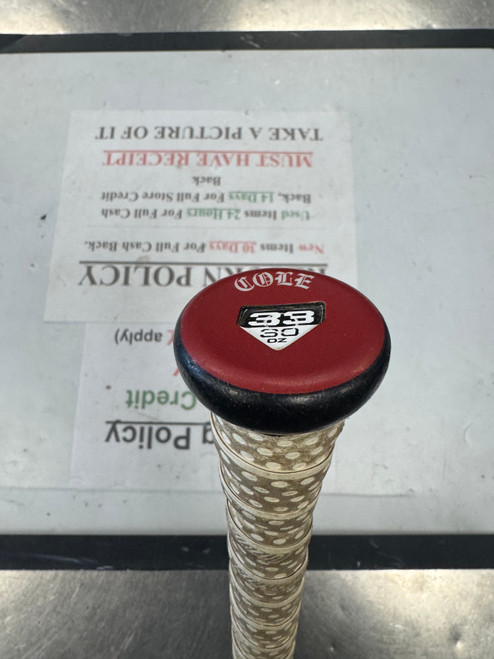 COLE
33
30
OZ
RN POLICY
New Items 30 Days For Full Cash Back.
Used Items 24 Hours For Full Cash
Back, 14 Days For Full Store Credit
Back
MUST HAVE RECEIPT
TAKE A PICTURE OF IT
Policy
Credit
apply)